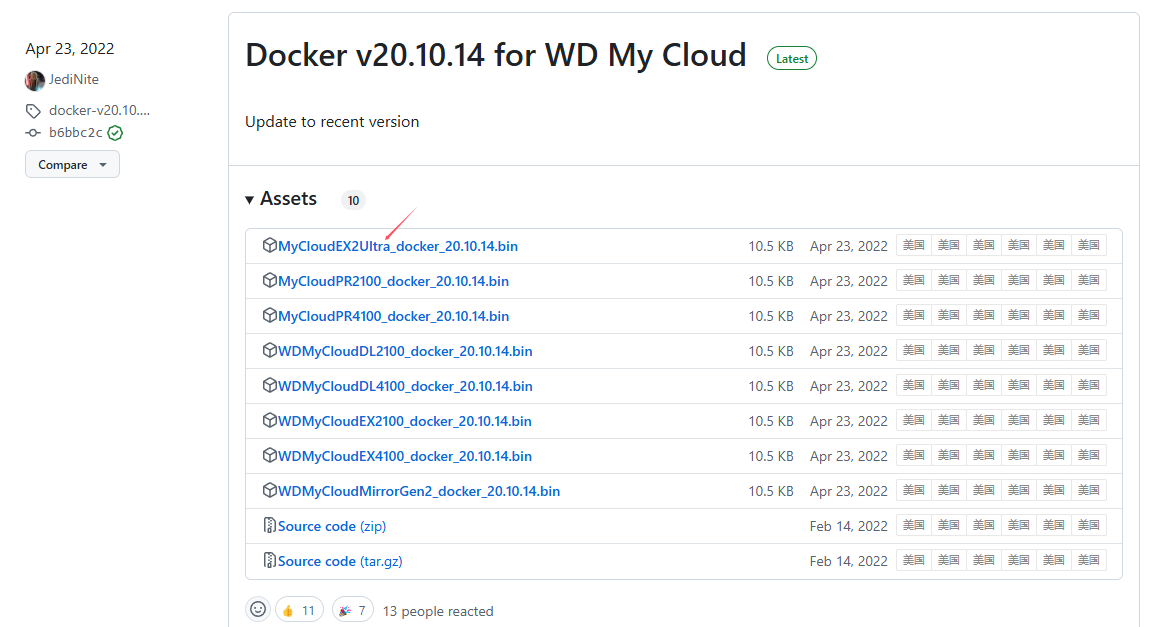 Apr 23, 2022
JediNite
docker-v20.10....
b6bbc2c
Compare
Docker v20.10.14 for WD My Cloud Latest
Update to recent version
Assets 10
MyCloudEX2Ultra_docker_20.10.14.bin 10.5 KB Apr 23, 2022 美国 美国 美国 美国 美国 美国
MyCloudPR2100_docker_20.10.14.bin 10.5 KB Apr 23, 2022 美国 美国 美国 美国 美国 美国
MyCloudPR4100_docker_20.10.14.bin 10.5 KB Apr 23, 2022 美国 美国 美国 美国 美国 美国
WDMyCloudDL2100_docker_20.10.14.bin 10.5 KB Apr 23, 2022 美国 美国 美国 美国 美国 美国
WDMyCloudDL4100_docker_20.10.14.bin 10.5 KB Apr 23, 2022 美国 美国 美国 美国 美国 美国
WDMyCloudEX2100_docker_20.10.14.bin 10.5 KB Apr 23, 2022 美国 美国 美国 美国 美国 美国
WDMyCloudEX4100_docker_20.10.14.bin 10.5 KB Apr 23, 2022 美国 美国 美国 美国 美国 美国
WDMyCloudMirrorGen2_docker_20.10.14.bin 10.5 KB Apr 23, 2022 美国 美国 美国 美国 美国 美国
Source code (zip) Feb 14, 2022 美国 美国 美国 美国 美国 美国
Source code (tar.gz) Feb 14, 2022 美国 美国 美国 美国 美国 美国
👍 11 🎉 7 13 people reacted